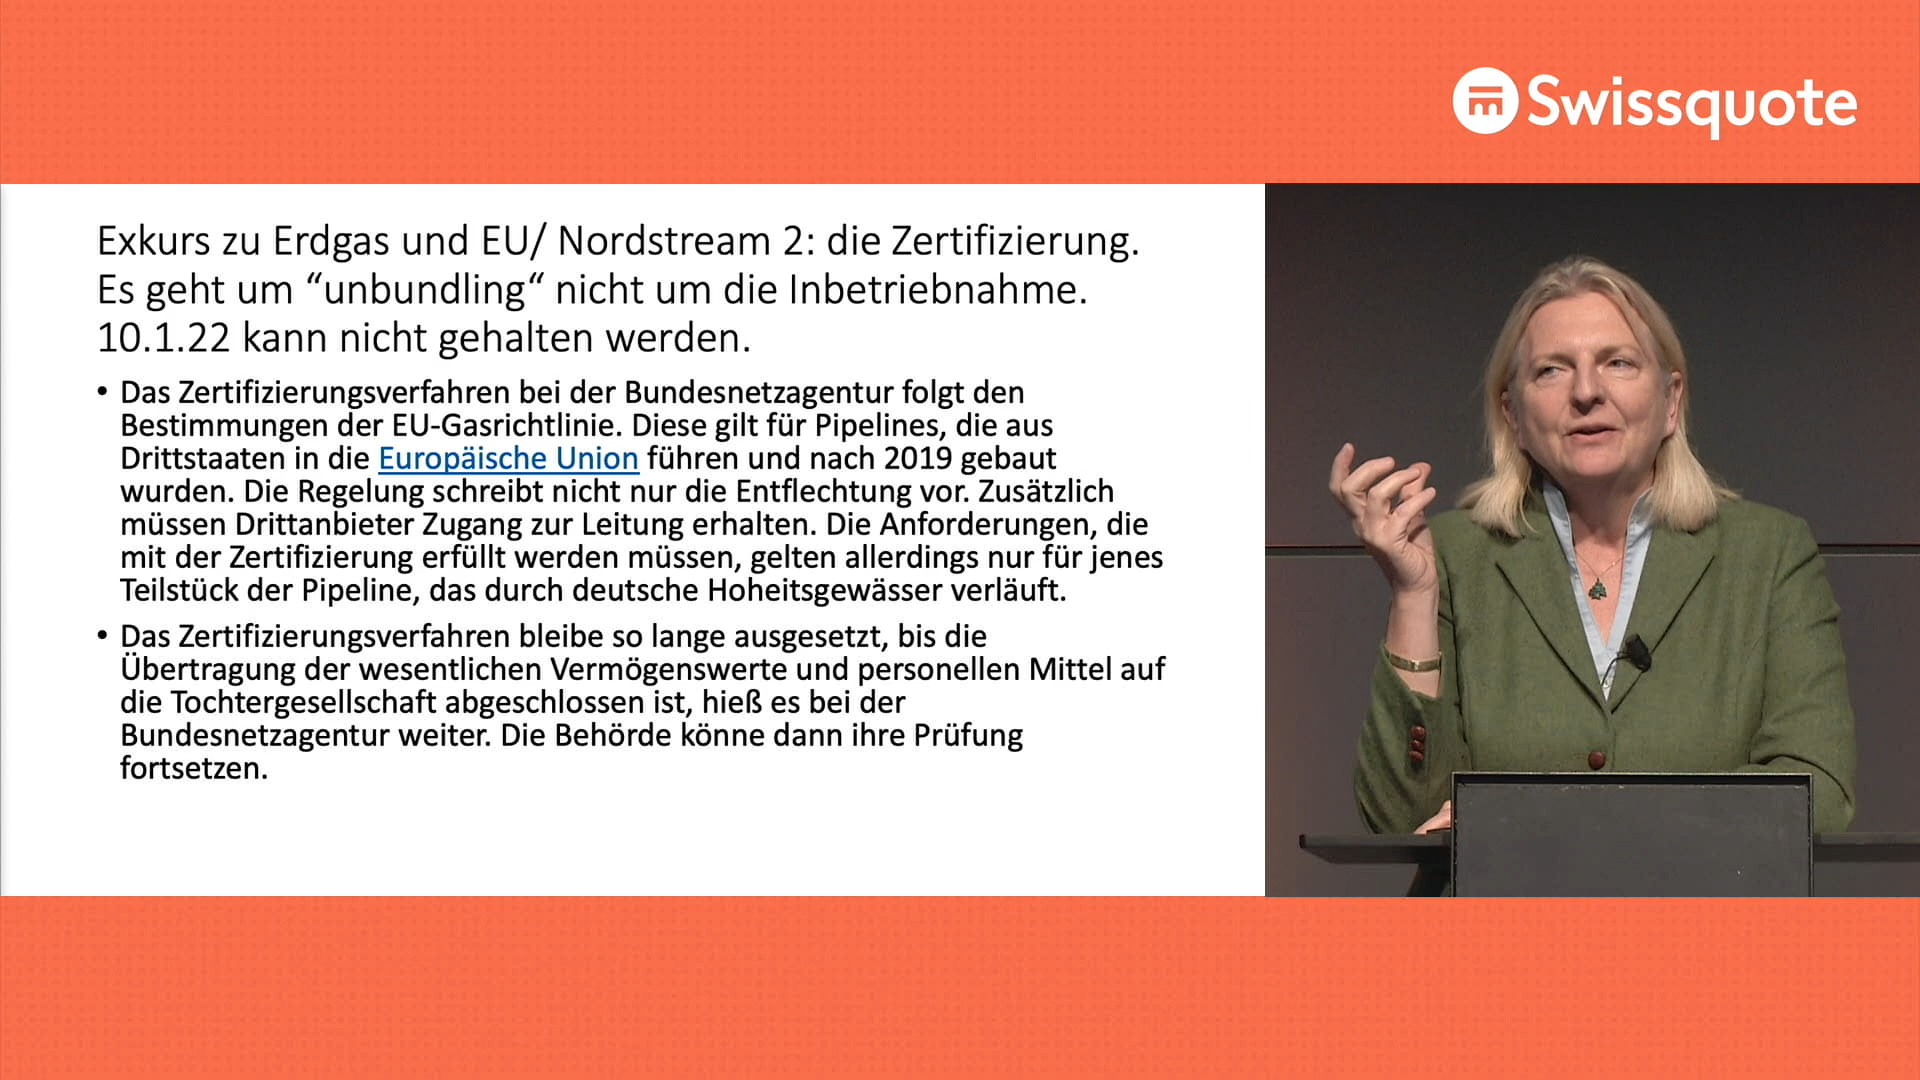 Swissquote
Exkurs zu Erdgas und EU/ Nordstream 2: die Zertifizierung.
Es geht um “unbundling“ nicht um die Inbetriebnahme.
10.1.22 kann nicht gehalten werden.
• Das Zertifizierungsverfahren bei der Bundesnetzagentur folgt den
Bestimmungen der EU-Gasrichtlinie. Diese gilt für Pipelines, die aus
Drittstaaten in die Europäische Union führen und nach 2019 gebaut
wurden. Die Regelung schreibt nicht nur die Entflechtung vor. Zusätzlich
müssen Drittanbieter Zugang zur Leitung erhalten. Die Anforderungen, die
mit der Zertifizierung erfüllt werden müssen, gelten allerdings nur für jenes
Teilstück der Pipeline, das durch deutsche Hoheitsgewässer verläuft.
• Das Zertifizierungsverfahren bleibe so lange ausgesetzt, bis die
Übertragung der wesentlichen Vermögenswerte und personellen Mittel auf
die Tochtergesellschaft abgeschlossen ist, hieß es bei der
Bundesnetzagentur weiter. Die Behörde könne dann ihre Prüfung
fortsetzen.